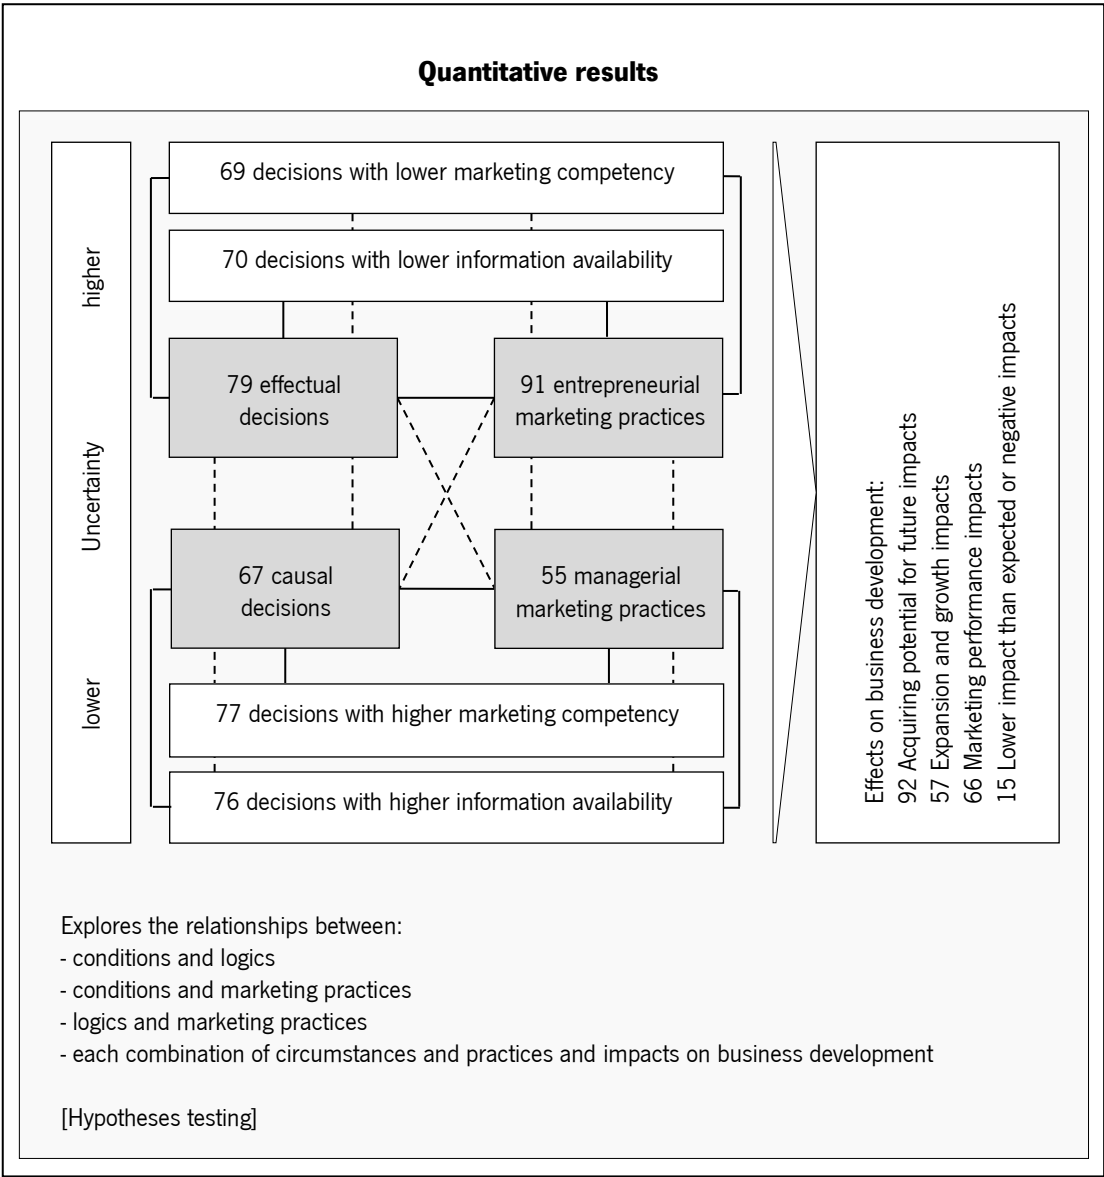 Quantitative results
higher
Uncertainty
lower
69 decisions with lower marketing competency
70 decisions with lower information availability
79 effectual
decisions
91 entrepreneurial
marketing practices
67 causal
decisions
55 managerial
marketing practices
77 decisions with higher marketing competency
76 decisions with higher information availability
Effects on business development:
92 Acquiring potential for future impacts
57 Expansion and growth impacts
66 Marketing performance impacts
15 Lower impact than expected or negative impacts
Explores the relationships between:
- conditions and logics
- conditions and marketing practices
- logics and marketing practices
- each combination of circumstances and practices and impacts on business development
[Hypotheses testing]